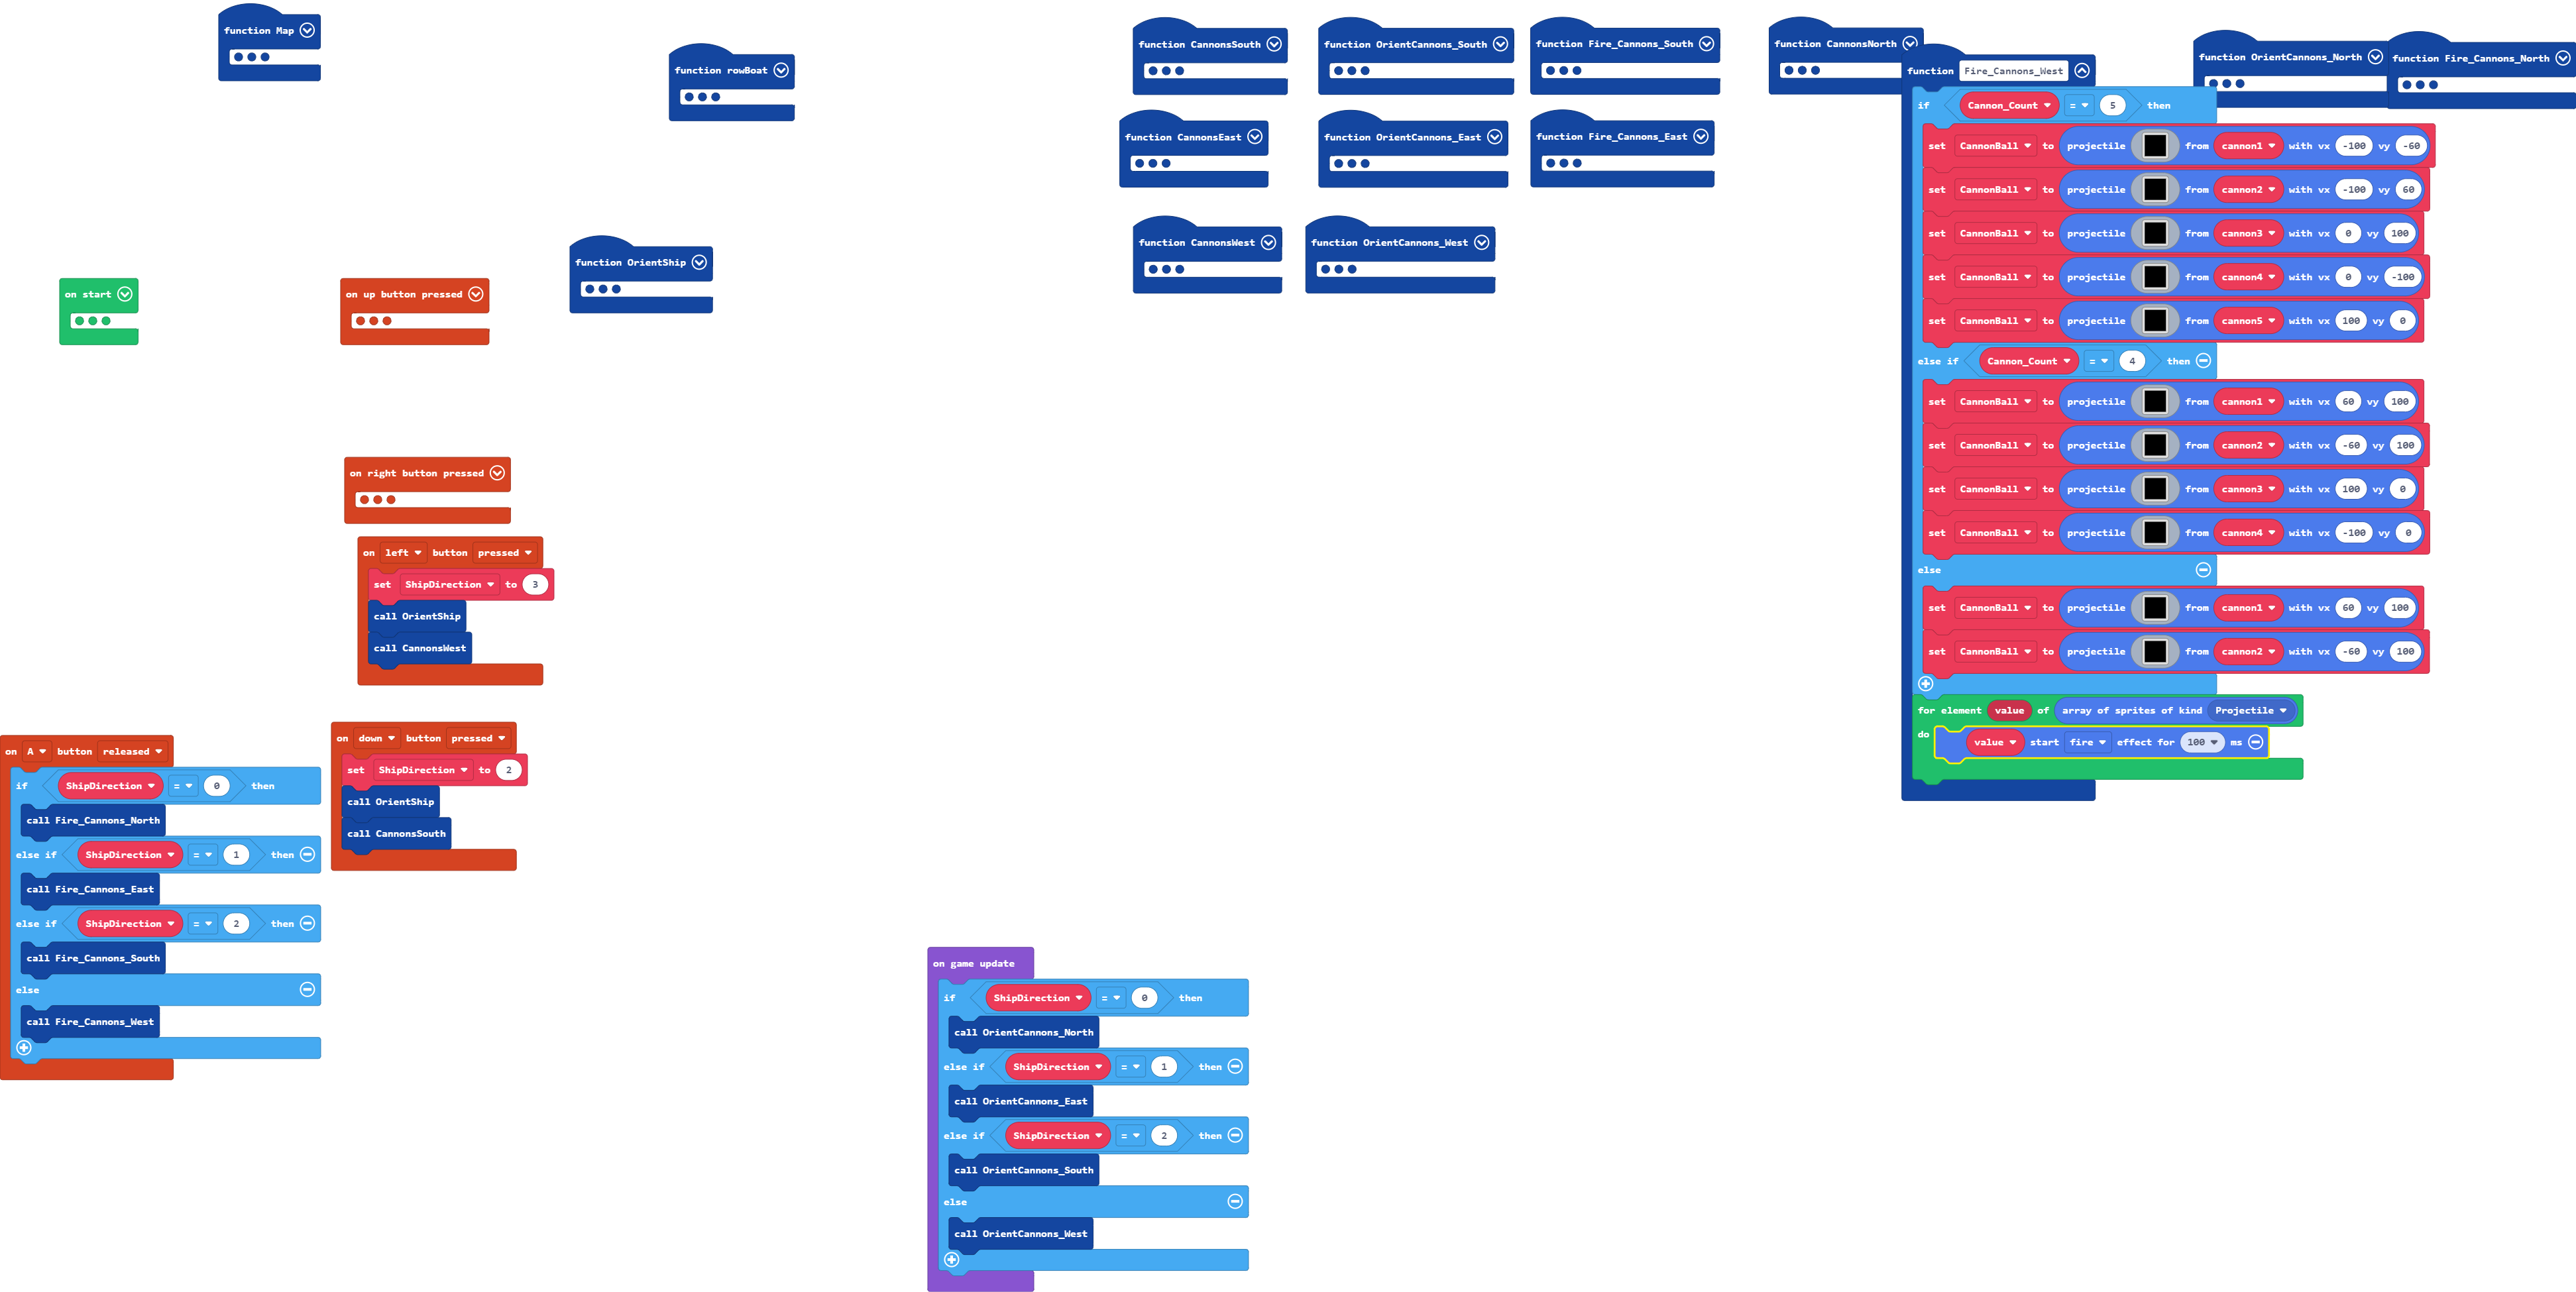 function Map
function rowBoat
function CannonsSouth
function OrientCannons_South
function Fire_Cannons_South
function CannonsNorth
function OrientCannons_North
function Fire_Cannons_North
function CannonsEast
function OrientCannons_East
function Fire_Cannons_East
function CannonsWest
function OrientCannons_West
function OrientShip
on start
on up button pressed
on right button pressed
on left button pressed
set ShipDirection to 3
call OrientShip
call CannonsWest
on down button pressed
set ShipDirection to 2
call OrientShip
call CannonsSouth
on A button released
if ShipDirection = 0 then
call Fire_Cannons_North
else if ShipDirection = 1 then
call Fire_Cannons_East
else if ShipDirection = 2 then
call Fire_Cannons_South
else
call Fire_Cannons_West
on game update
if ShipDirection = 0 then
call OrientCannons_North
else if ShipDirection = 1 then
call OrientCannons_East
else if ShipDirection = 2 then
call OrientCannons_South
else
call OrientCannons_West
function Fire_Cannons_West
if Cannon_Count = 5 then
set CannonBall to projectile from cannon1 with vx -100 vy -60
set CannonBall to projectile from cannon2 with vx -100 vy 60
set CannonBall to projectile from cannon3 with vx 0 vy 100
set CannonBall to projectile from cannon4 with vx 0 vy -100
set CannonBall to projectile from cannon5 with vx 100 vy 0
else if Cannon_Count = 4 then
set CannonBall to projectile from cannon1 with vx 60 vy 100
set CannonBall to projectile from cannon2 with vx -60 vy 100
set CannonBall to projectile from cannon3 with vx 100 vy 0
set CannonBall to projectile from cannon4 with vx -100 vy 0
else
set CannonBall to projectile from cannon1 with vx 60 vy 100
set CannonBall to projectile from cannon2 with vx -60 vy 100
for element value of array of sprites of kind Projectile
do value start fire effect for 100 ms